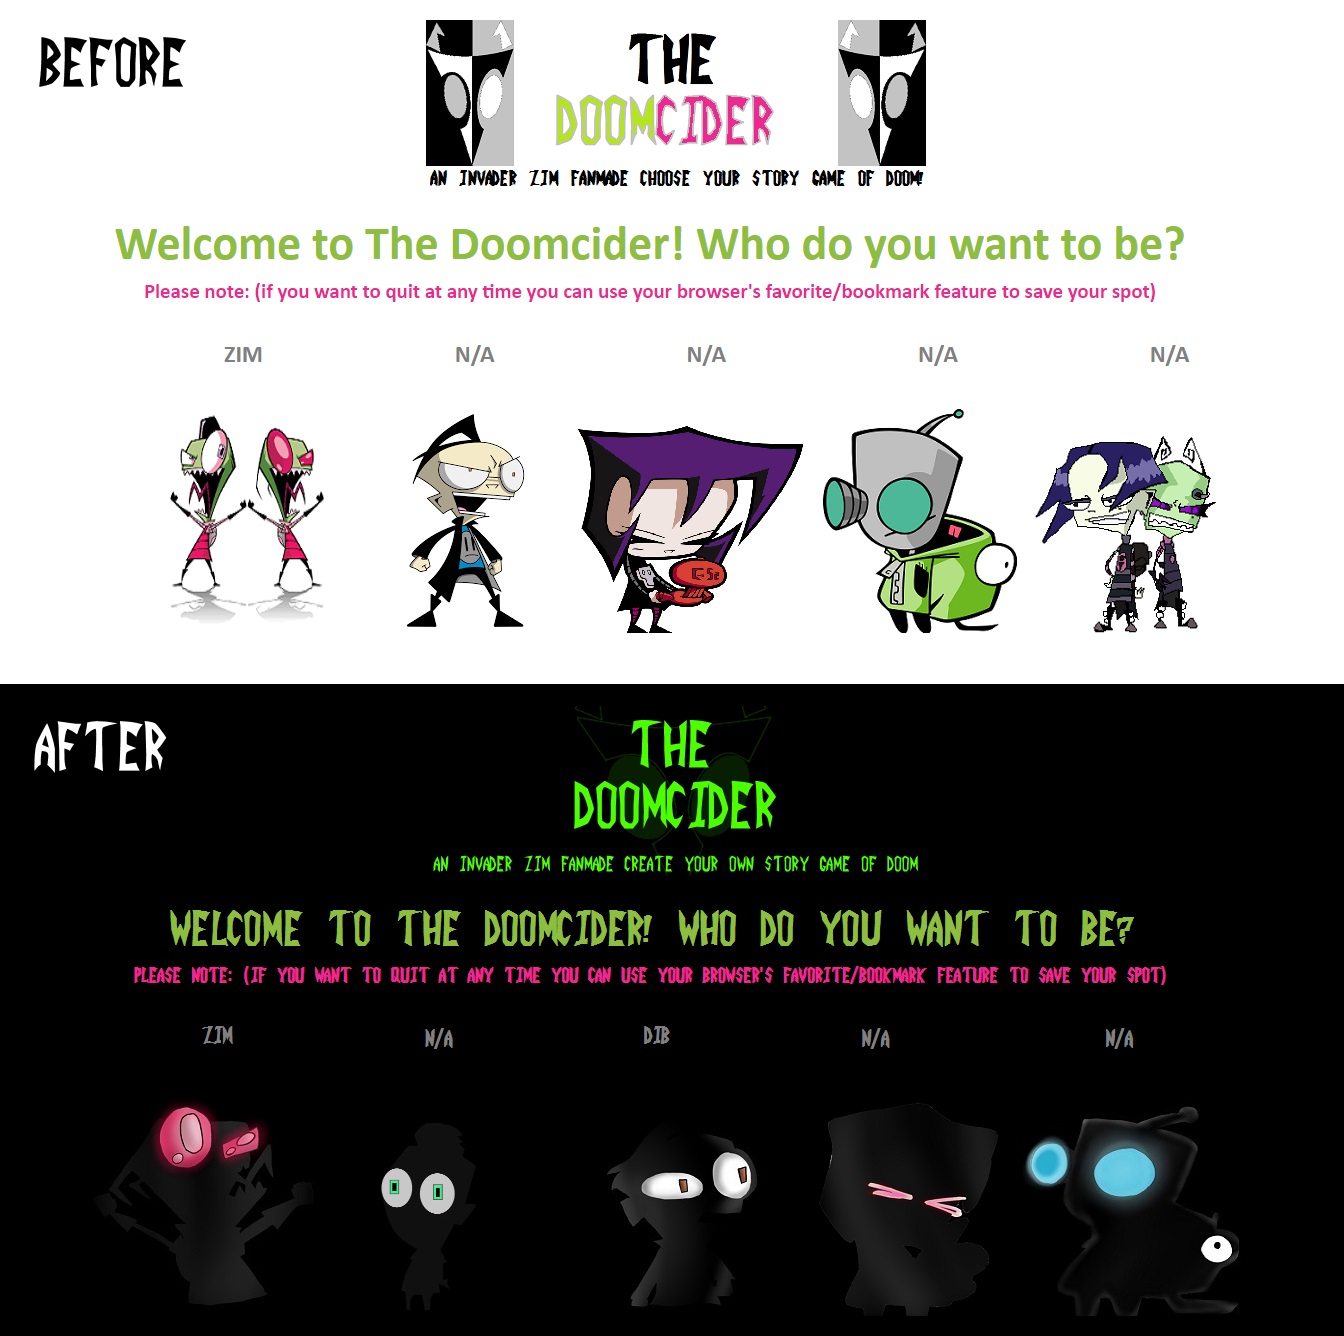 BEFORE
THE
DOOMCIDER
AN INVADER ZIM FANMADE CHOOSE YOUR STORY GAME OF DOOM!
Welcome to The Doomcider! Who do you want to be?
Please note: (if you want to quit at any time you can use your browser's favorite/bookmark feature to save your spot)
ZIM N/A N/A N/A N/A
AFTER
THE
DOOMCIDER
AN INVADER ZIM FANMADE CREATE YOUR OWN STORY GAME OF DOOM
WELCOME TO THE DOOMCIDER! WHO DO YOU WANT TO BE?
PLEASE NOTE: (IF YOU WANT TO QUIT AT ANY TIME YOU CAN USE YOUR BROWSER'S FAVORITE/BOOKMARK FEATURE TO SAVE YOUR SPOT)
ZIM N/A DIB N/A N/A